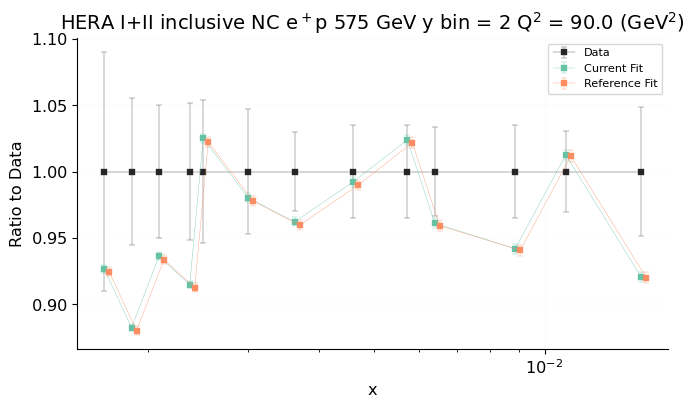 HERA I+II inclusive NC e⁺p 575 GeV y bin = 2 Q² = 90.0 (GeV²)
1.10
1.05
1.00
0.95
0.90
Ratio to Data
Data
Current Fit
Reference Fit
10⁻²
x